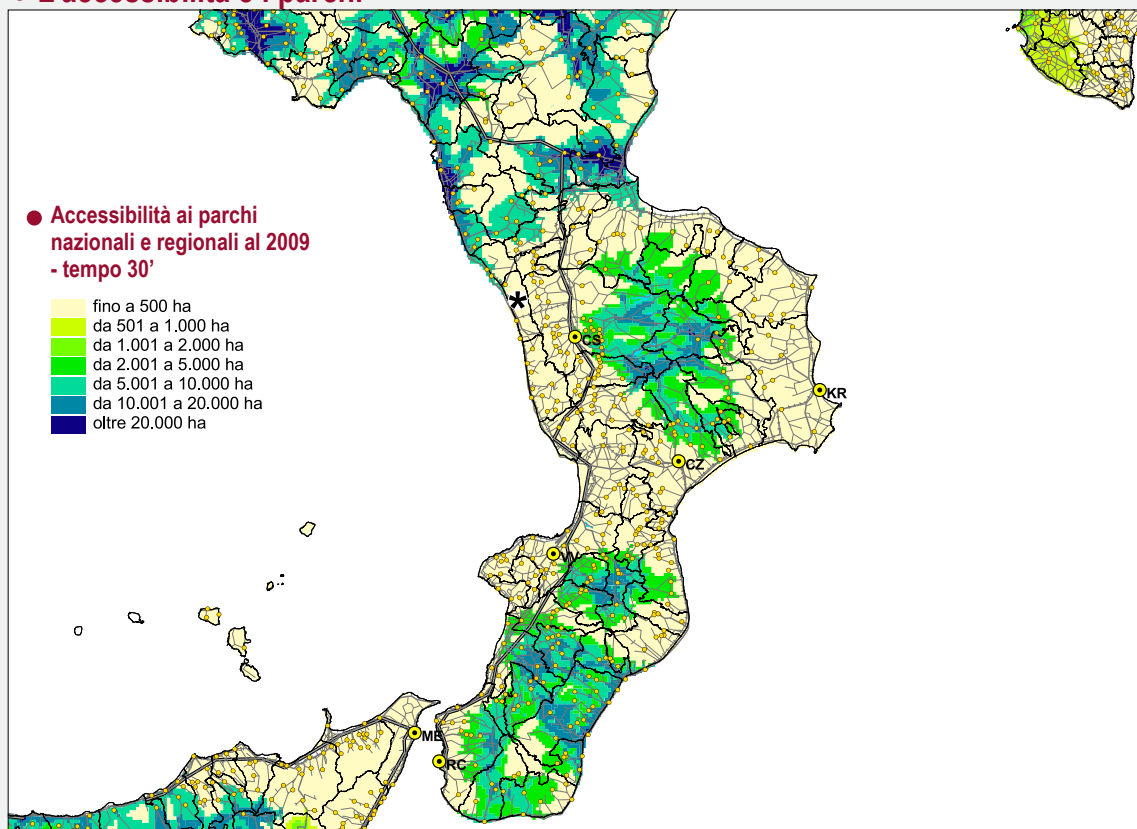 L'accessibilità e i parchi
● Accessibilità ai parchi
nazionali e regionali al 2009
- tempo 30’
fino a 500 ha
da 501 a 1.000 ha
da 1.001 a 2.000 ha
da 2.001 a 5.000 ha
da 5.001 a 10.000 ha
da 10.001 a 20.000 ha
oltre 20.000 ha
*
CS
KR
CZ
VV
ME
RC